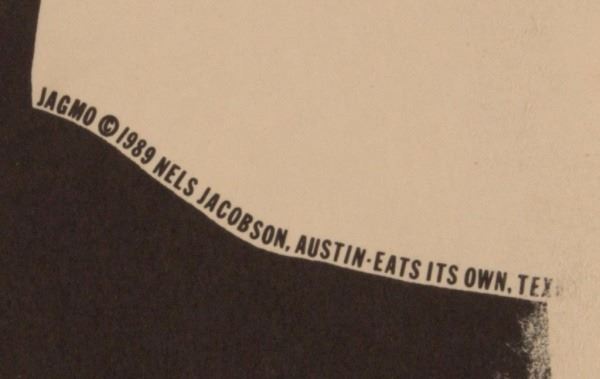 JAGMO © 1989 NELS JACOBSON, AUSTIN-EATS ITS OWN, TEX